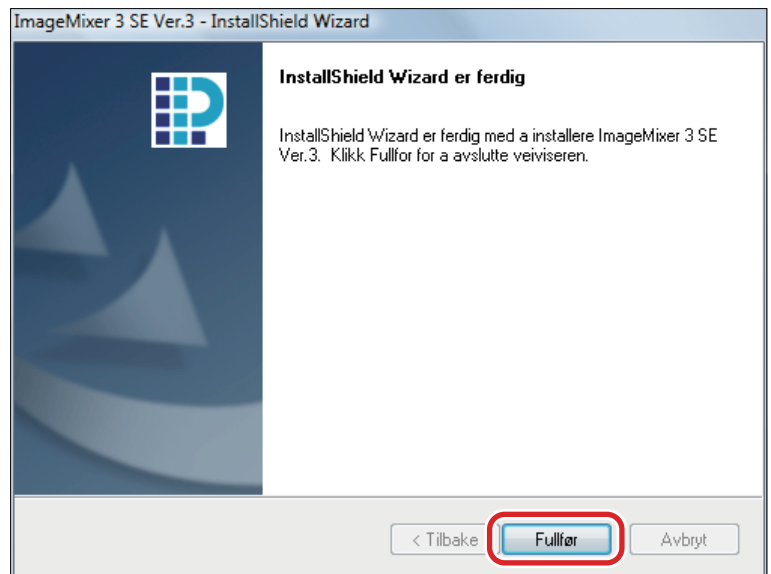 ImageMixer 3 SE Ver.3 - InstallShield Wizard
InstallShield Wizard er ferdig
InstallShield Wizard er ferdig med a installere ImageMixer 3 SE
Ver.3. Klikk Fullfor for a avslutte veiviseren.
< Tilbake Fullfør Avbryt